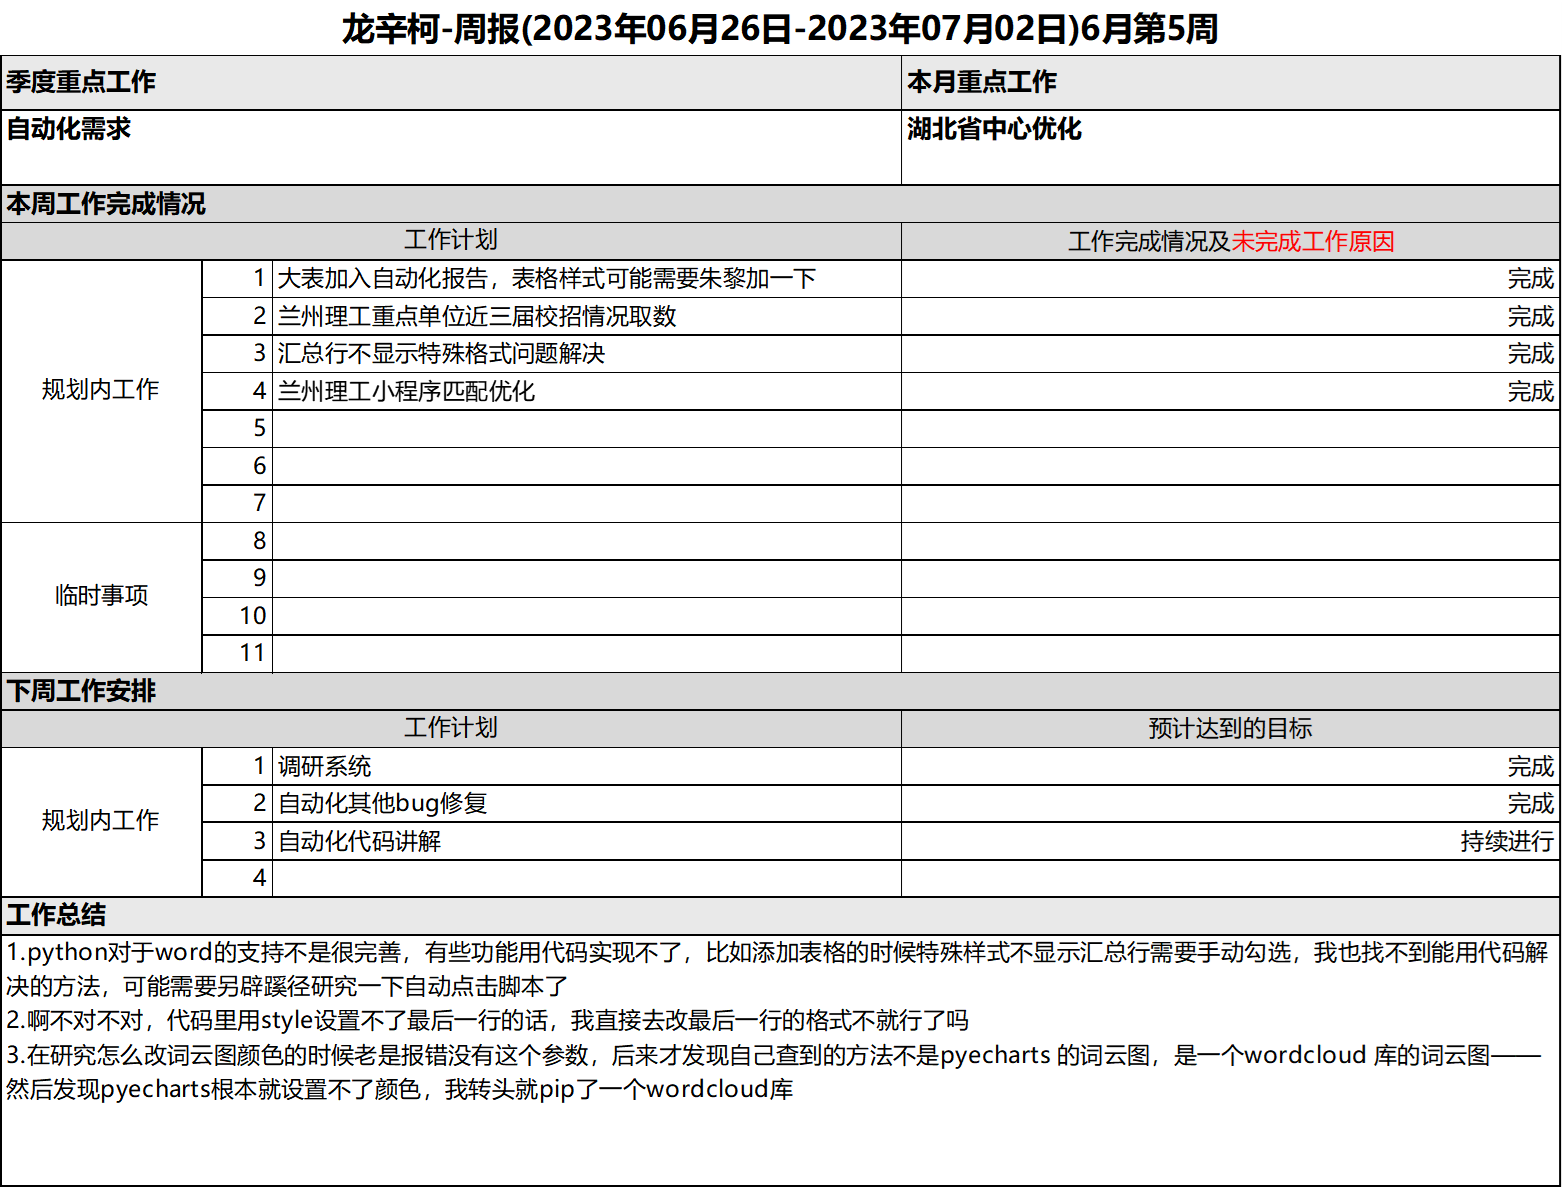 龙辛柯-周报(2023年06月26日-2023年07月02日)6月第5周
季度重点工作 本月重点工作
自动化需求 湖北省中心优化
本周工作完成情况
工作计划 工作完成情况及未完成工作原因
规划内工作
1 大表加入自动化报告，表格样式可能需要朱黎加一下 完成
2 兰州理工重点单位近三届校招情况取数 完成
3 汇总行不显示特殊格式问题解决 完成
4 兰州理工小程序匹配优化 完成
5
6
7
临时事项
8
9
10
11
下周工作安排
工作计划 预计达到的目标
规划内工作
1 调研系统 完成
2 自动化其他bug修复 完成
3 自动化代码讲解 持续进行
4
工作总结
1.python对于word的支持不是很完善，有些功能用代码实现不了，比如添加表格的时候特殊样式不显示汇总行需要手动勾选，我也找不到能用代码解
决的方法，可能需要另辟蹊径研究一下自动点击脚本了
2.啊不对不对，代码里用style设置不了最后一行的话，我直接去改最后一行的格式不就行了吗
3.在研究怎么改词云图颜色的时候老是报错没有这个参数，后来才发现自己查到的方法不是pyecharts 的词云图，是一个wordcloud 库的词云图——
然后发现pyecharts根本就设置不了颜色，我转头就pip了一个wordcloud库